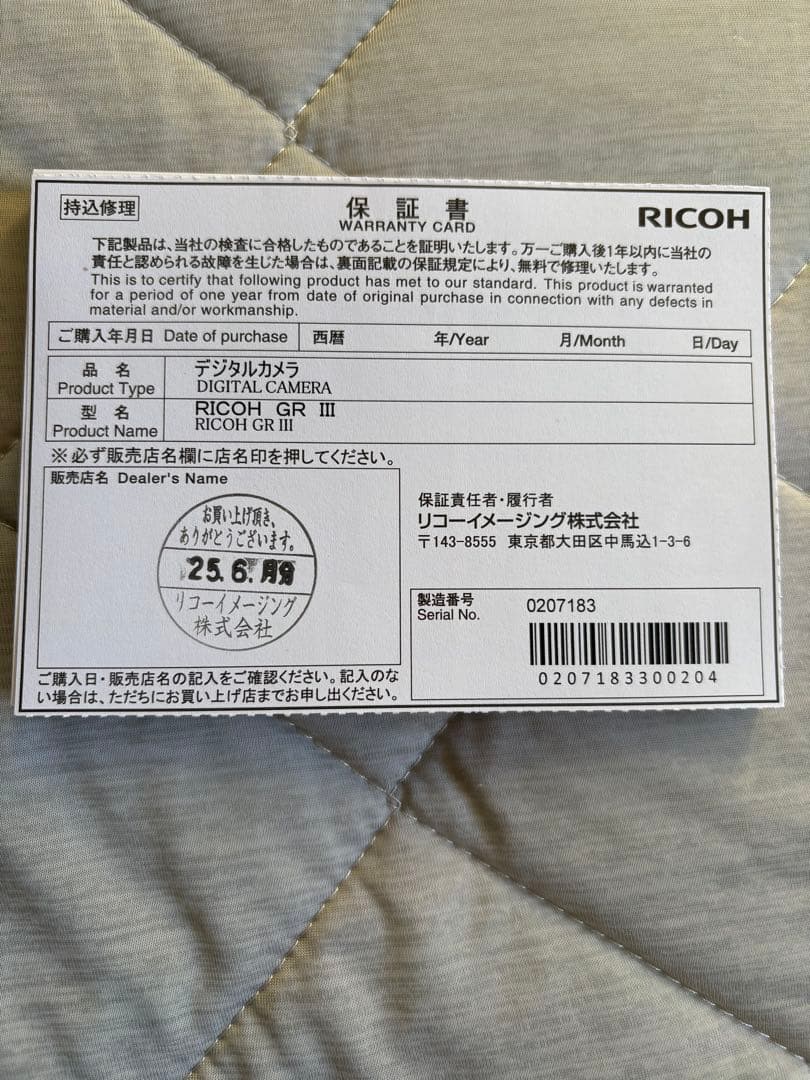 持込修理
保証書
WARRANTY CARD
RICOH
下記製品は、当社の検査に合格したものであることを証明いたします。万一ご購入後1年以内に当社の
責任と認められる故障を生じた場合は、裏面記載の保証規定により、無料で修理いたします。
This is to certify that following product has met to our standard. This product is warranted
for a period of one year from date of original purchase in connection with any defects in
material and/or workmanship.
ご購入年月日 Date of purchase 西暦 年/Year 月/Month 日/Day
品名 デジタルカメラ
Product Type DIGITAL CAMERA
型名 RICOH GR III
Product Name RICOH GR III
※必ず販売店名欄に店名印を押してください。
販売店名 Dealer's Name
お買い上げ頂き、
ありがとうございます。
25.6.月分
リコーイメージング
株式会社
ご購入日・販売店名の記入をご確認ください。記入のな
い場合は、ただちにお買い上げ店までお申し出ください。
保証責任者・履行者
リコーイメージング株式会社
〒143-8555 東京都大田区中馬込1-3-6
製造番号 0207183
Serial No.
0207183300204